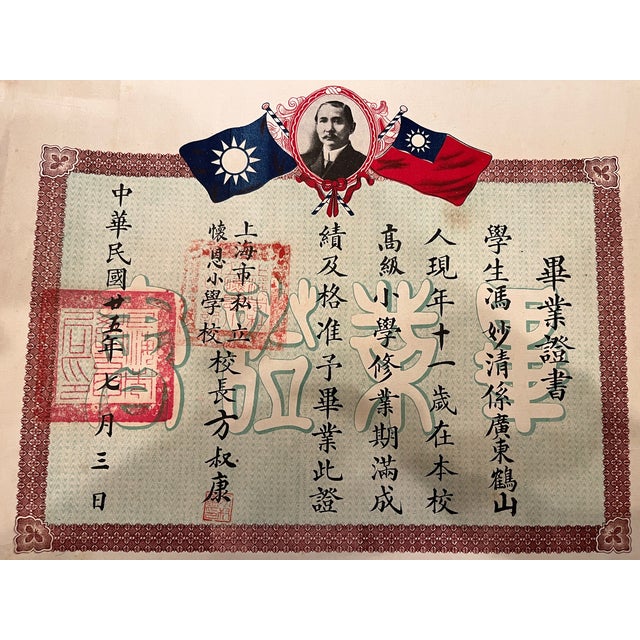 畢業證書
學生馮妙清係廣東鶴山
人現年十一歲在本校
高級小學修業期滿成
績及格准予畢業此證
上海市私立
懷恩小學校
校長方叔康
中華民國廿五年七月三日